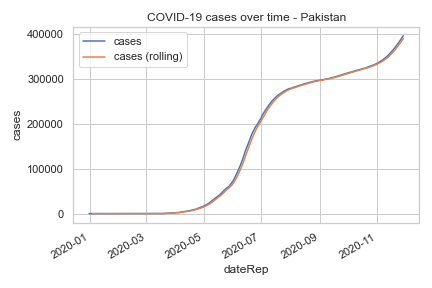 COVID-19 cases over time - Pakistan
cases
cases (rolling)
400000
300000
200000
100000
0
cases
2020-01
2020-03
2020-05
2020-07
2020-09
2020-11
dateRep